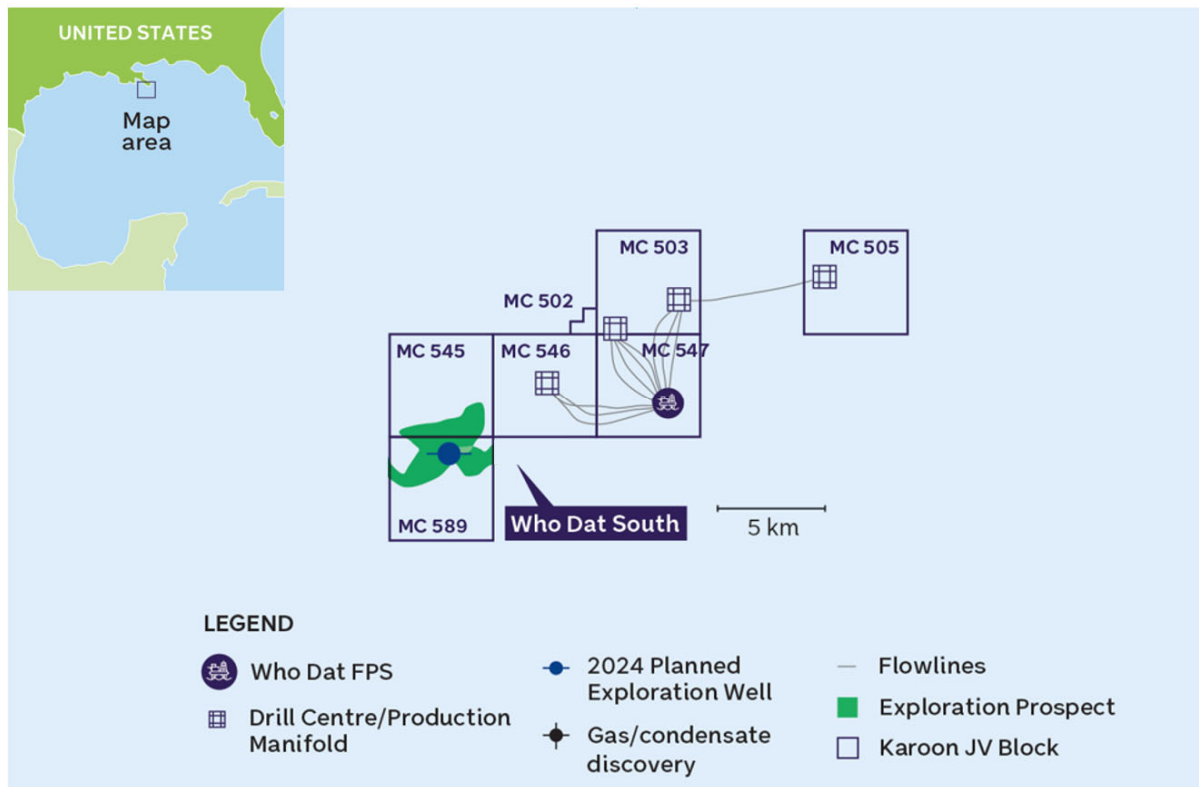 UNITED STATES
Map
area
MC 503
MC 505
MC 502
MC 545
MC 546
MC 547
MC 589
Who Dat South
5 km
LEGEND
Who Dat FPS
Drill Centre/Production
Manifold
2024 Planned
Exploration Well
Gas/condensate
discovery
Flowlines
Exploration Prospect
Karoon JV Block